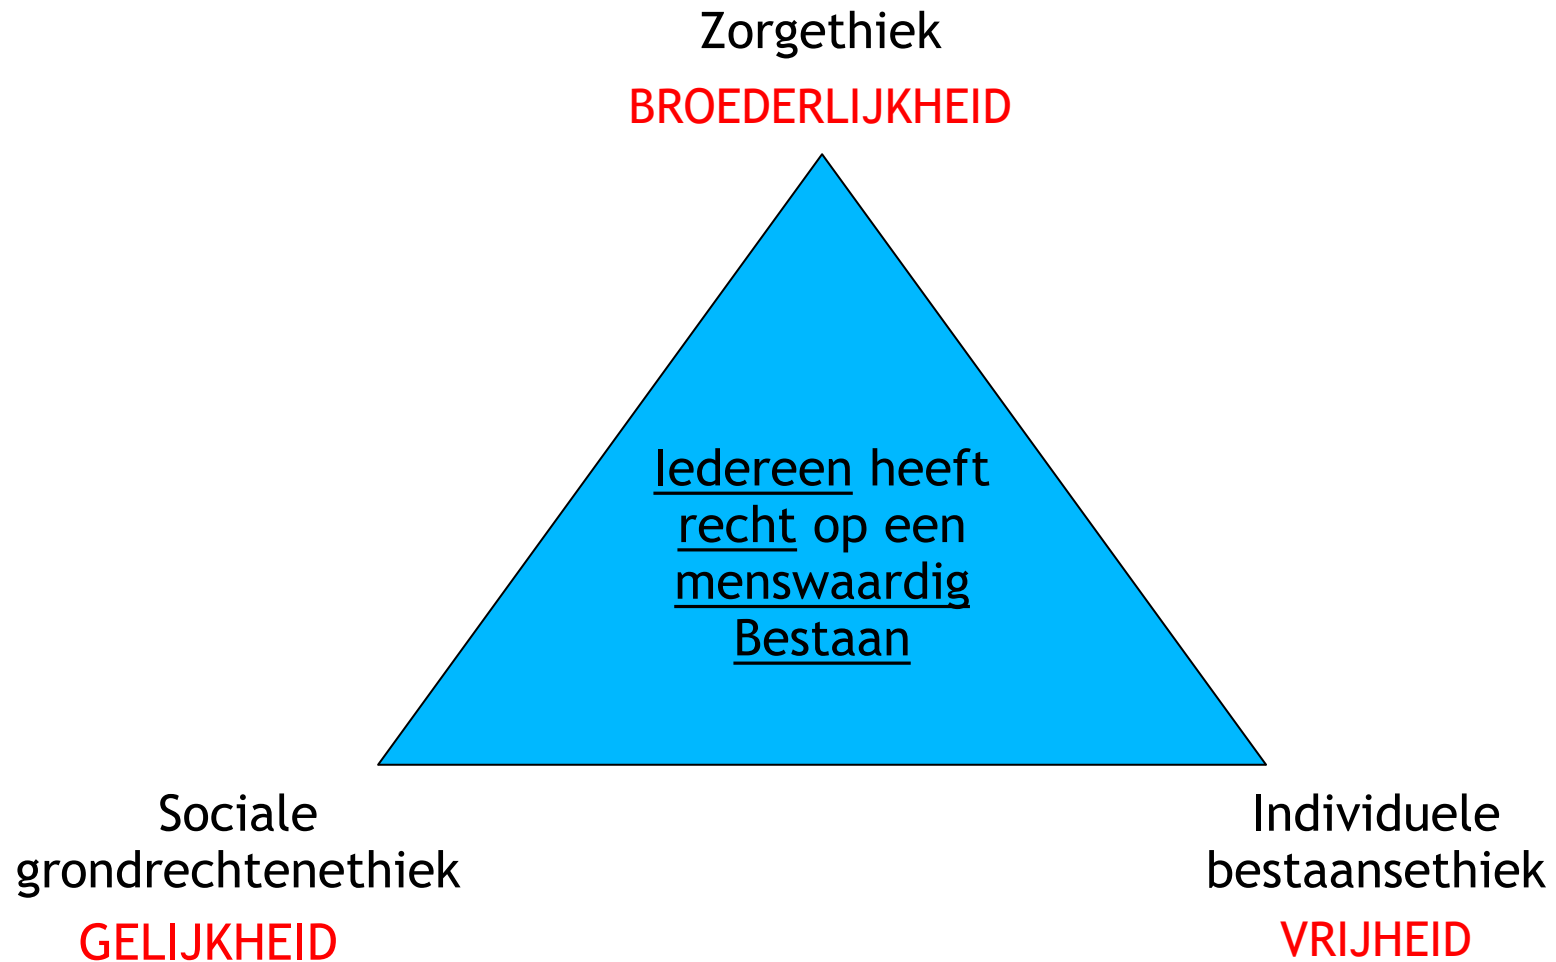 Zorgethiek
BROEDERLIJKHEID
Iedereen heeft
recht op een
menswaardig
Bestaan
Sociale
grondrechtenethiek
GELIJKHEID
Individuele
bestaansethiek
VRIJHEID